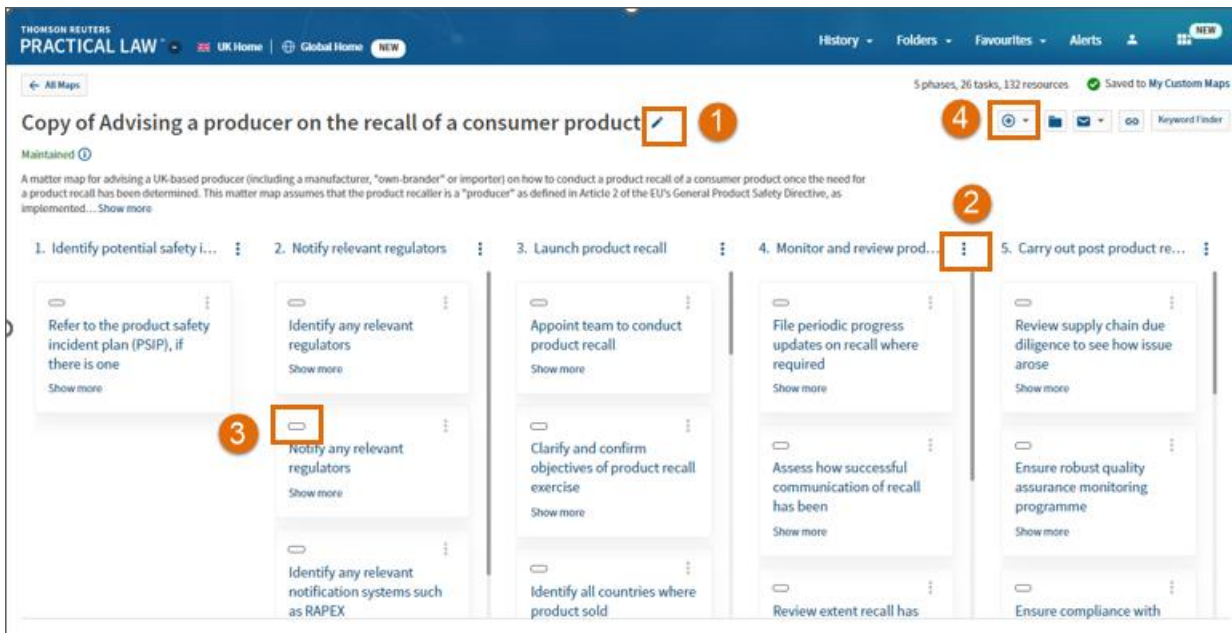 THOMSON REUTERS
PRACTICAL LAW
UK Home | Global Home NEW
History Folders Favourites Alerts NEW
← All Maps
5 phases, 26 tasks, 132 resources Saved to My Custom Maps
Copy of Advising a producer on the recall of a consumer product
1
4
Keyword Finder
Maintained
A matter map for advising a UK-based producer (including a manufacturer, "own-brander" or importer) on how to conduct a product recall of a consumer product once the need for
a product recall has been determined. This matter map assumes that the product recaller is a "producer" as defined in Article 2 of the EU's General Product Safety Directive, as
implemented... Show more
2
1. Identify potential safety i...
2. Notify relevant regulators
3. Launch product recall
4. Monitor and review prod...
5. Carry out post product re...
Refer to the product safety
incident plan (PSIP), if
there is one
Show more
Identify any relevant
regulators
Show more
3
Notify any relevant
regulators
Show more
Identify any relevant
notification systems such
as RAPEX
Appoint team to conduct
product recall
Show more
Clarify and confirm
objectives of product recall
exercise
Show more
Identify all countries where
product sold
File periodic progress
updates on recall where
required
Show more
Assess how successful
communication of recall
has been
Show more
Review extent recall has
Review supply chain due
diligence to see how issue
arose
Show more
Ensure robust quality
assurance monitoring
programme
Show more
Ensure compliance with